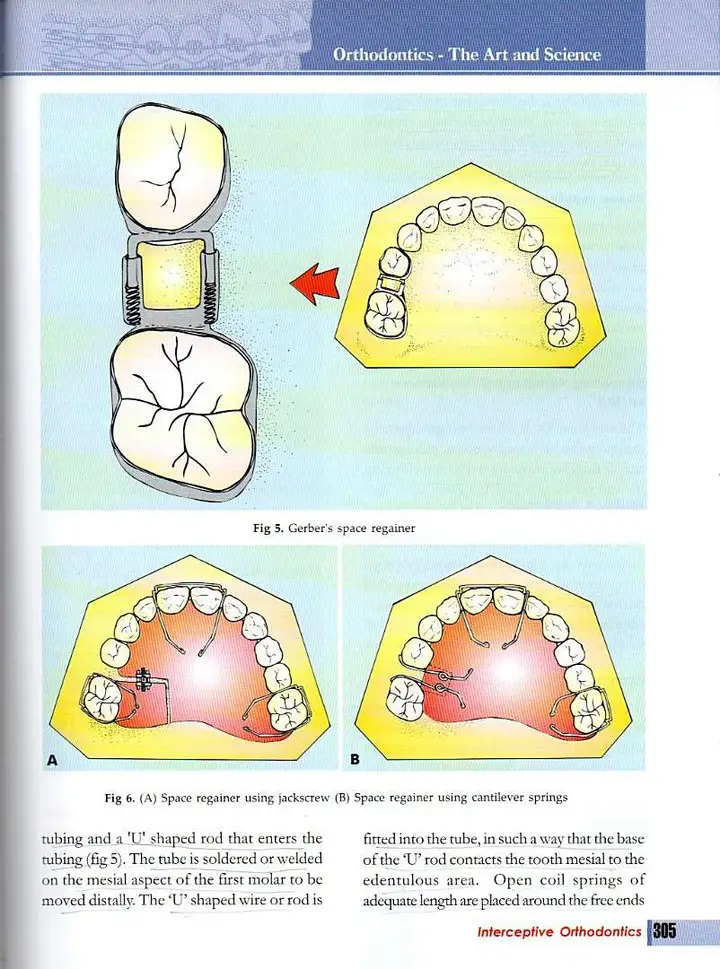 Orthodontics - The Art and Science
Fig 5. Gerber's space regainer
A
B
Fig 6. (A) Space regainer using jackscrew (B) Space regainer using cantilever springs
tubing and a 'U' shaped rod that enters the
tubing (fig 5). The tube is soldered or welded
on the mesial aspect of the first molar to be
moved distally. The 'U' shaped wire or rod is
fitted into the tube, in such a way that the base
of the 'U' rod contacts the tooth mesial to the
edentulous area. Open coil springs of
adequate length are placed around the free ends
Interceptive Orthodontics 305